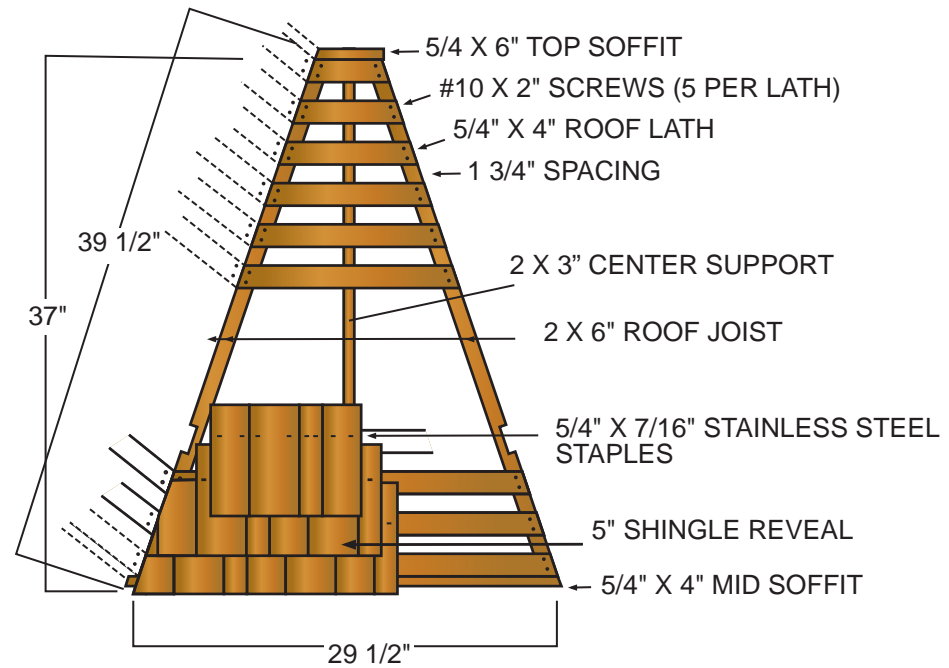 5/4 X 6" TOP SOFFIT
#10 X 2" SCREWS (5 PER LATH)
5/4" X 4" ROOF LATH
1 3/4" SPACING
39 1/2"
2 X 3” CENTER SUPPORT
37"
2 X 6" ROOF JOIST
5/4" X 7/16" STAINLESS STEEL
STAPLES
5" SHINGLE REVEAL
5/4" X 4" MID SOFFIT
29 1/2"